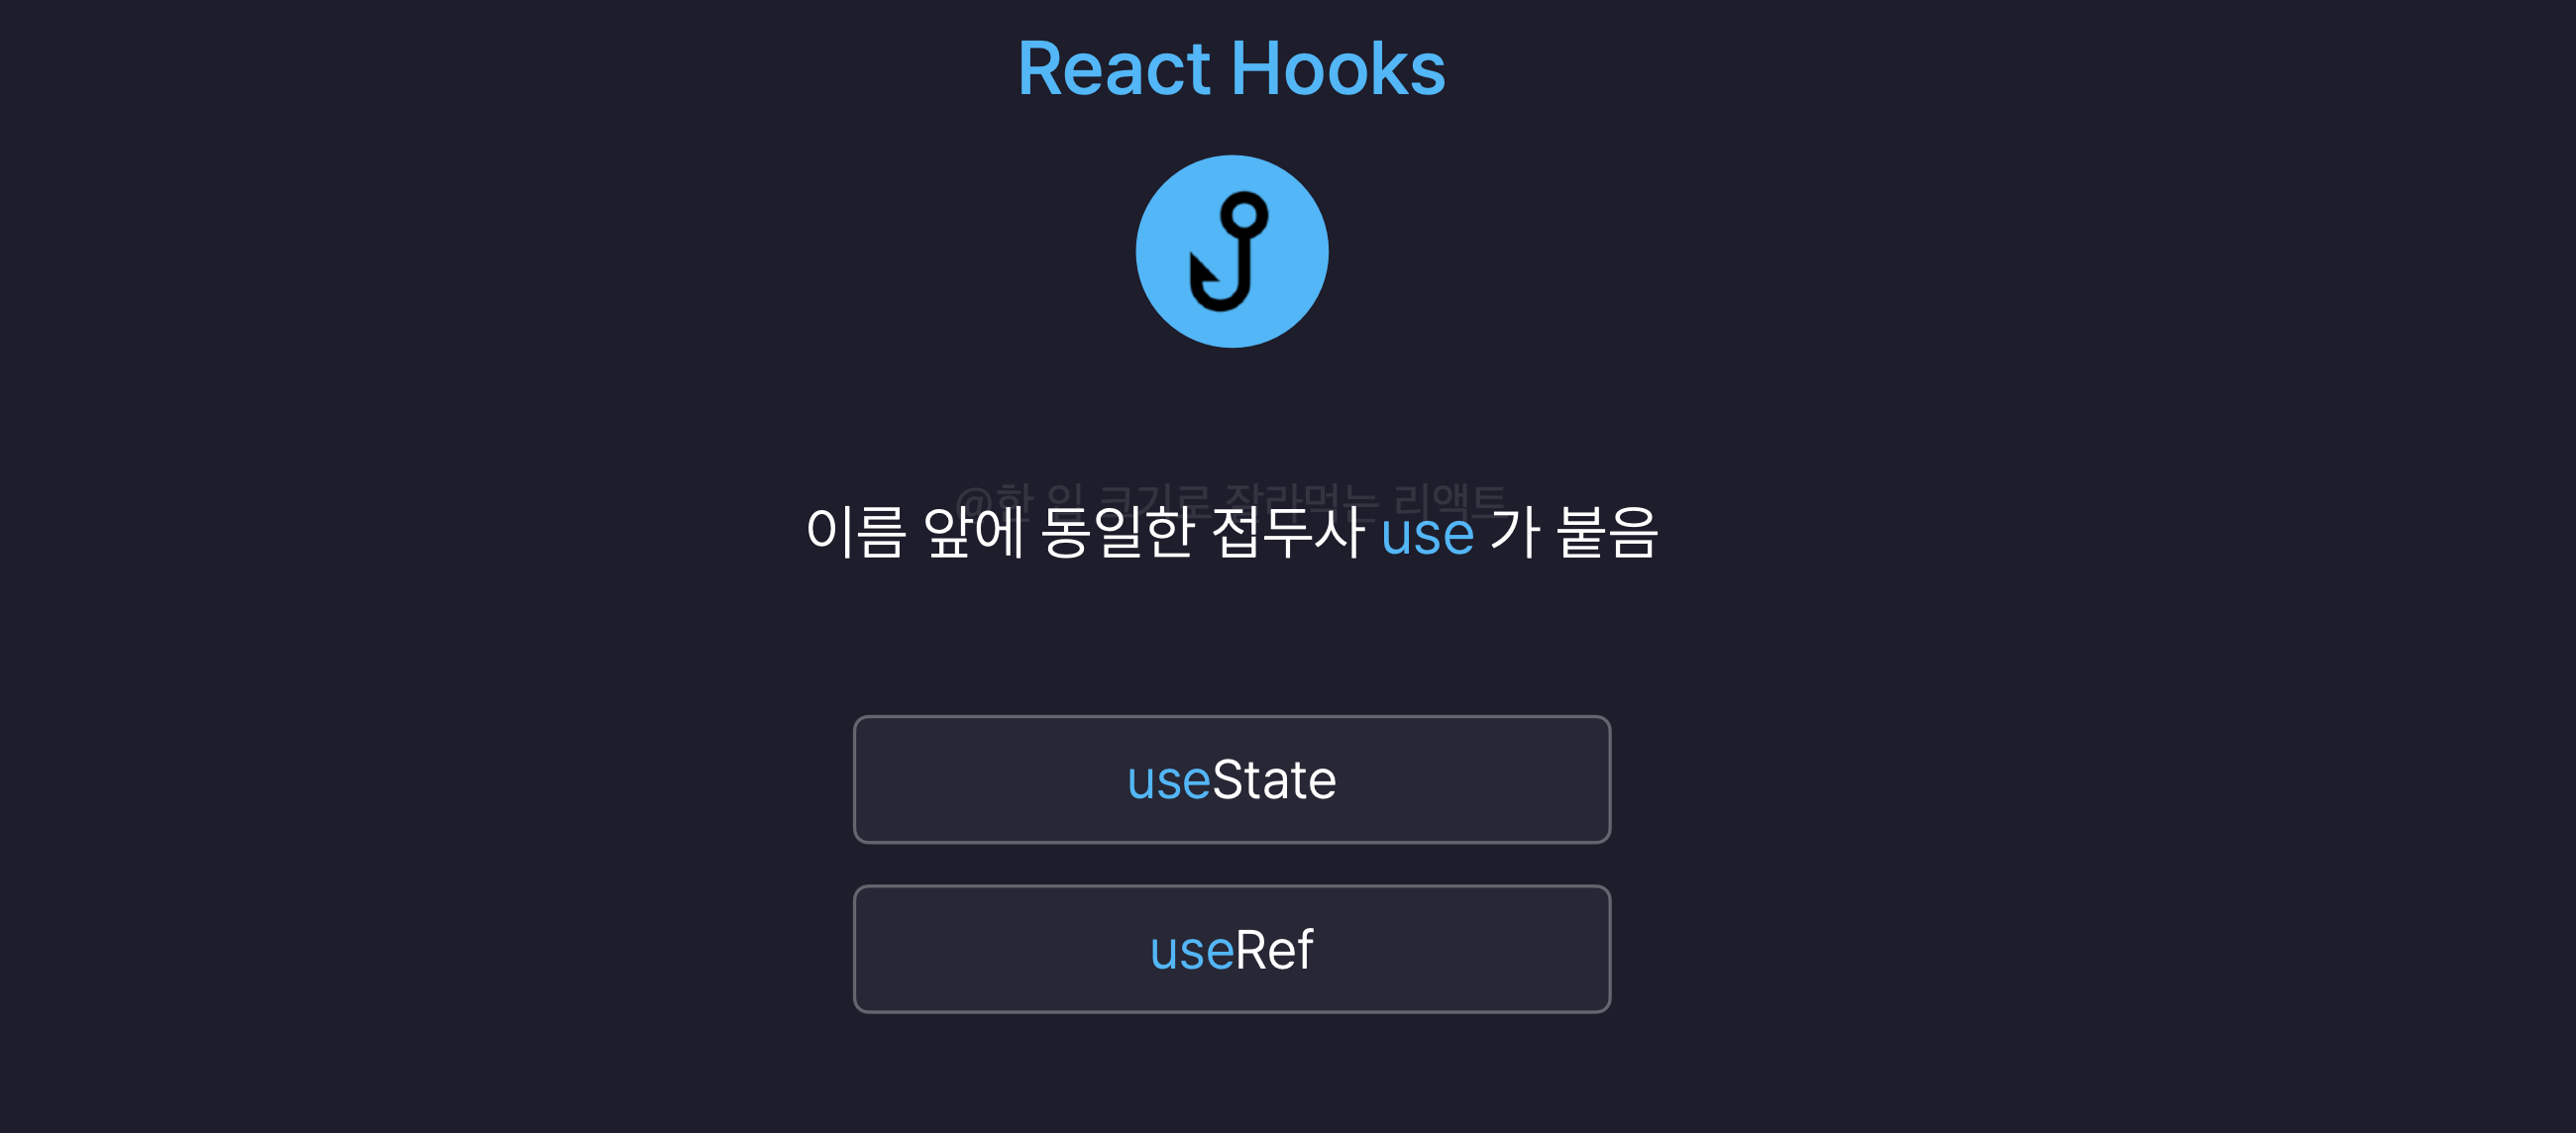 React Hooks
@한 입 크기로 잘라먹는 리액트
이름 앞에 동일한 접두사 use 가 붙음
useState
useRef